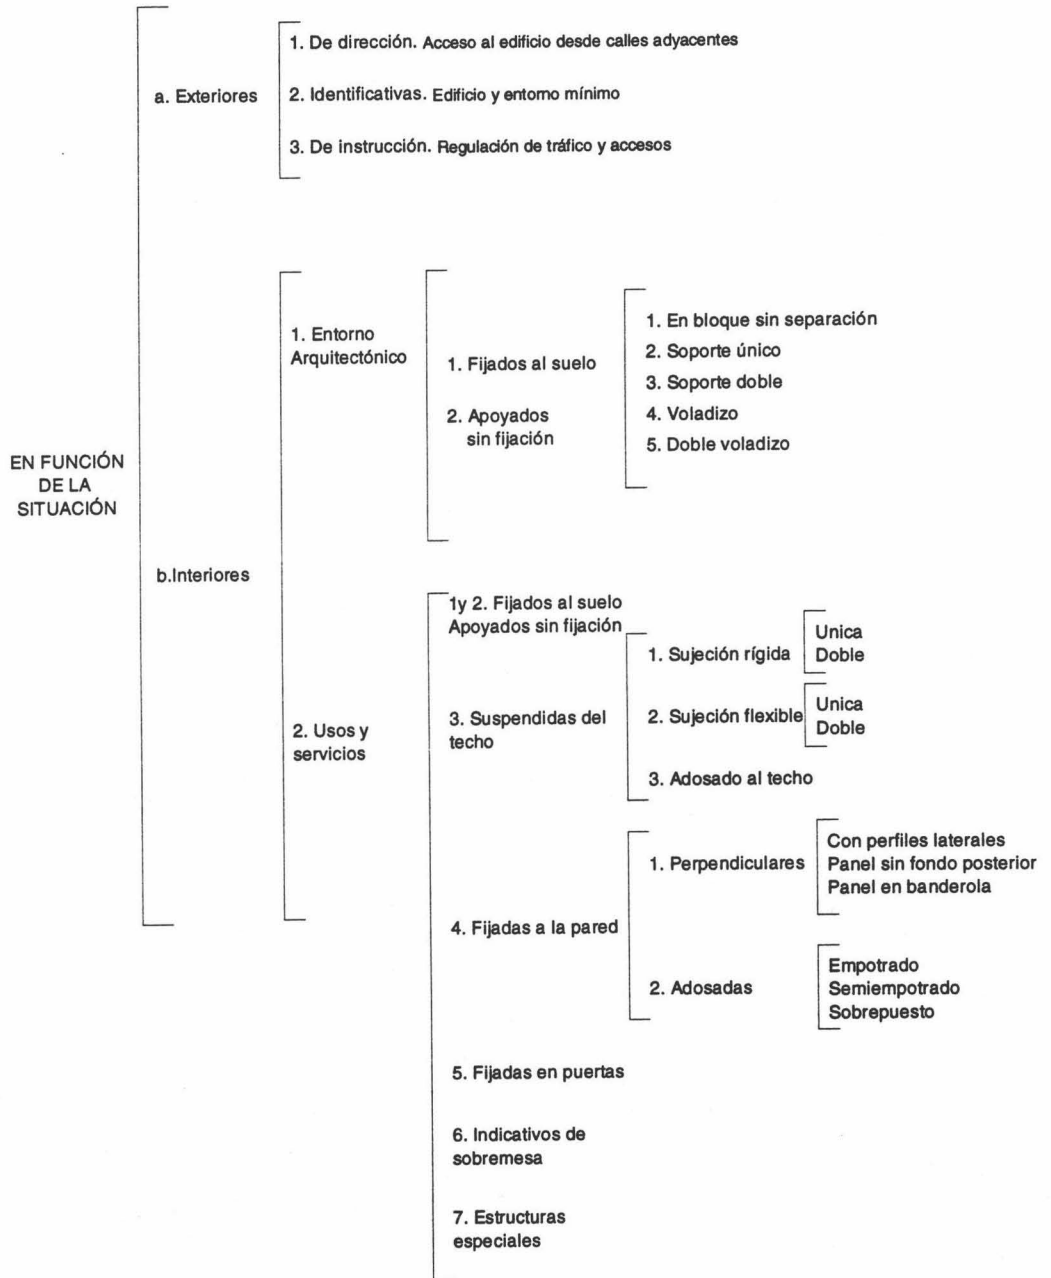 EN FUNCIÓN
DE LA
SITUACIÓN
a. Exteriores
1. De dirección. Acceso al edificio desde calles adyacentes
2. Identificativas. Edificio y entorno mínimo
3. De instrucción. Regulación de tráfico y accesos
b.Interiores
1. Entorno
Arquitectónico
1. Fijados al suelo
2. Apoyados
sin fijación
1. En bloque sin separación
2. Soporte único
3. Soporte doble
4. Voladizo
5. Doble voladizo
2. Usos y
servicios
1y 2. Fijados al suelo
Apoyados sin fijación
3. Suspendidas del
techo
1. Sujeción rígida
Unica
Doble
2. Sujeción flexible
Unica
Doble
3. Adosado al techo
4. Fijadas a la pared
1. Perpendiculares
Con perfiles laterales
Panel sin fondo posterior
Panel en banderola
2. Adosadas
Empotrado
Semiempotrado
Sobrepuesto
5. Fijadas en puertas
6. Indicativos de
sobremesa
7. Estructuras
especiales